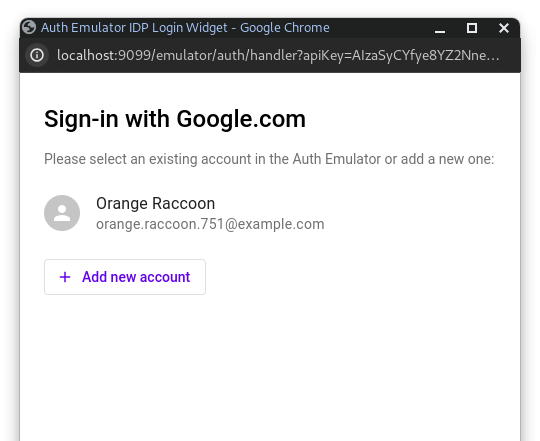 Auth Emulator IDP Login Widget - Google Chrome
localhost:9099/emulator/auth/handler?apiKey=AIzaSyCYfye8YZ2Nne…
Sign-in with Google.com
Please select an existing account in the Auth Emulator or add a new one:
Orange Raccoon
orange.raccoon.751@example.com
+ Add new account